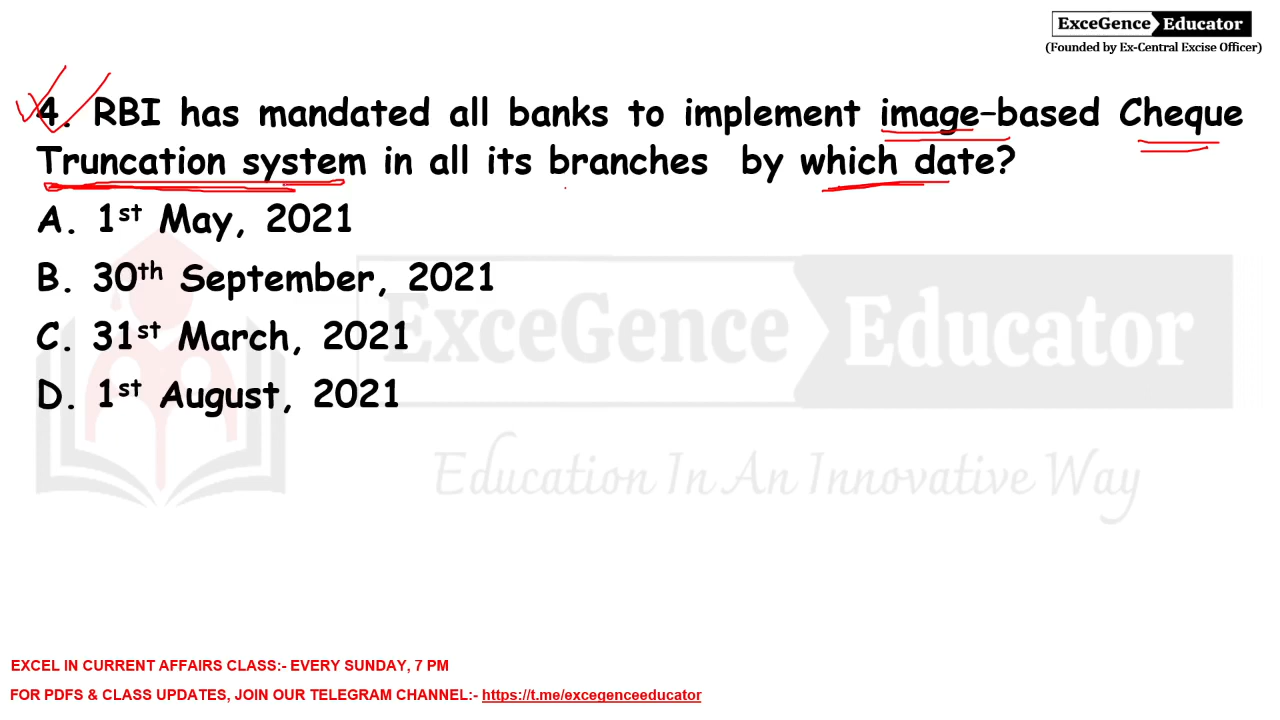 ExceGence Educator
(Founded by Ex-Central Excise Officer)
4. RBI has mandated all banks to implement image-based Cheque
Truncation system in all its branches by which date?
A. 1st May, 2021
B. 30th September, 2021
C. 31st March, 2021
D. 1st August, 2021
ExceGence Educator
Education In An Innovative Way
EXCEL IN CURRENT AFFAIRS CLASS:- EVERY SUNDAY, 7 PM
FOR PDFS & CLASS UPDATES, JOIN OUR TELEGRAM CHANNEL:- https://t.me/excegenceeducator